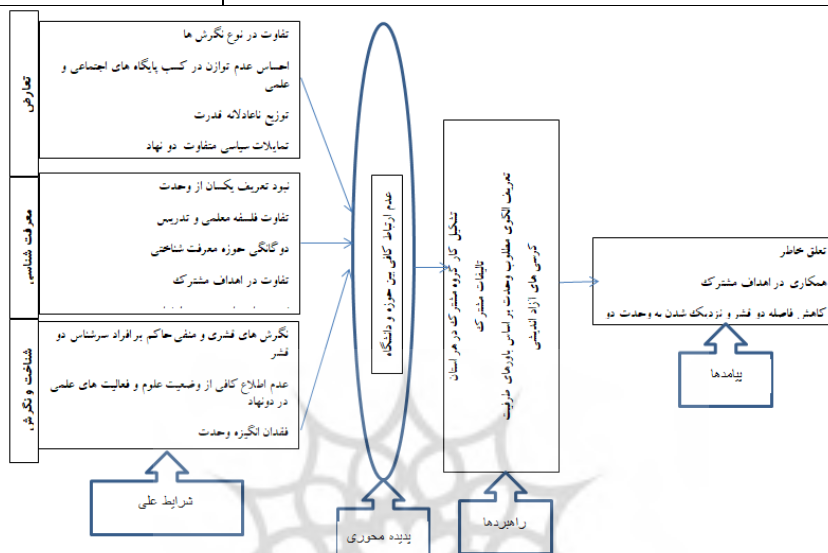 تعارض
تفاوت در نوع نگرش ها
احساس عدم توازن در کسب پایگاه های اجتماعی و
علمی
توزیع ناعادلانه قدرت
تمایلات سیاسی متفاوت دو نهاد
معرفت شناسی
نبود تعریف یکسان از وحدت
تفاوت فلسفه معلمی و تدریس
دوگانگی حوزه معرفت شناختی
تفاوت در اهداف مشترک
شناخت و نگرش
نگرش های قشری و منفی حاکم بر افراد سرشناس دو
قشر
عدم اطلاع کافی از وضعیت علوم و فعالیت های علمی
در دونهاد
فقدان انگیزه وحدت
شرایط علی
عدم ارتباط کافی بین حوزه و دانشگاه
پدیده محوری
تشکیل کار گروه مشترک در هر استان
تالیفات مشترک
تعریف الگوی مطلوب وحدت بر اساس باورهای طرفیت
کرسی های آزاد اندیشی
راهبردها
تعلق خاطر
همکاری در اهداف مشترک
کاهش فاصله دو قشر و نزدیک شدن به وحدت دو
پیامدها